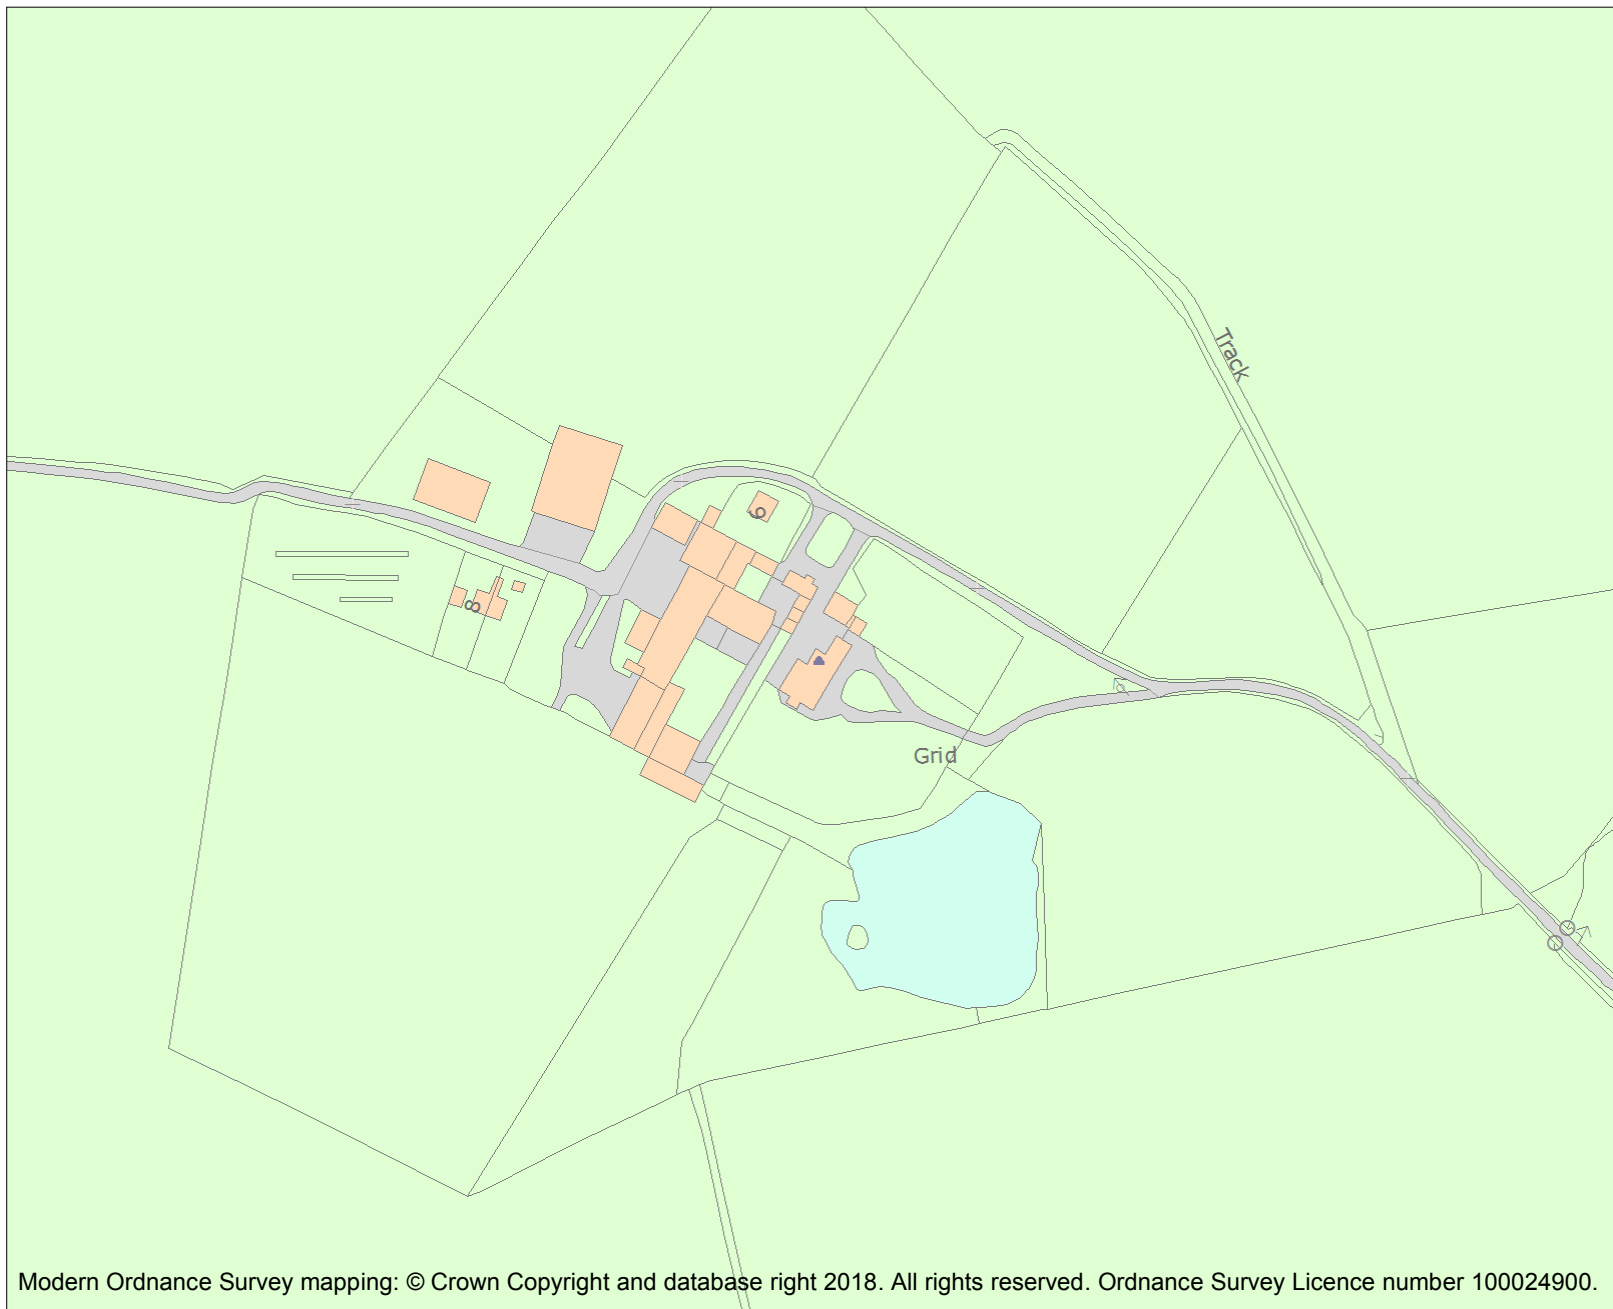 Track
9
8
Grid
Modern Ordnance Survey mapping: © Crown Copyright and database right 2018. All rights reserved. Ordnance Survey Licence number 100024900.